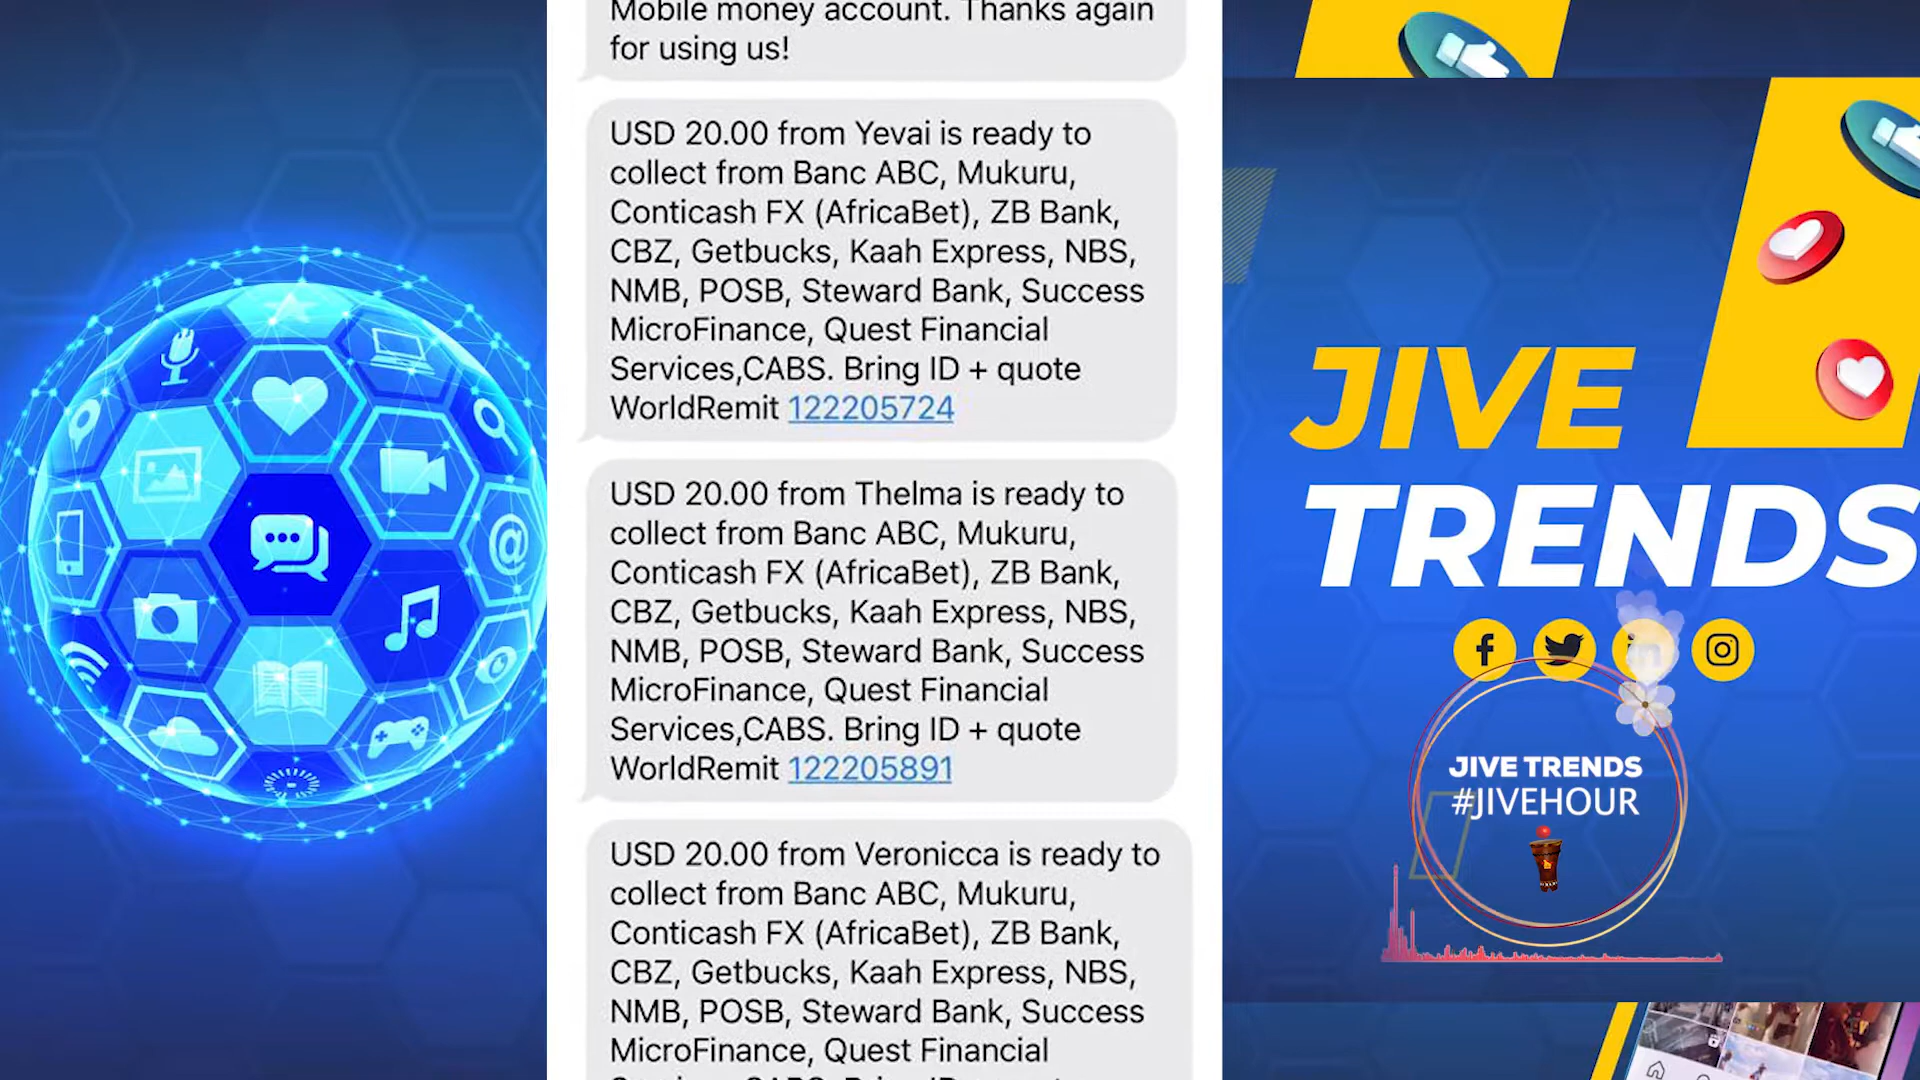 Mobile money account. Thanks again
for using us!
USD 20.00 from Yevai is ready to
collect from Banc ABC, Mukuru,
Conticash FX (AfricaBet), ZB Bank,
CBZ, Getbucks, Kaah Express, NBS,
NMB, POSB, Steward Bank, Success
MicroFinance, Quest Financial
Services,CABS. Bring ID + quote
WorldRemit 122205724
USD 20.00 from Thelma is ready to
collect from Banc ABC, Mukuru,
Conticash FX (AfricaBet), ZB Bank,
CBZ, Getbucks, Kaah Express, NBS,
NMB, POSB, Steward Bank, Success
MicroFinance, Quest Financial
Services,CABS. Bring ID + quote
WorldRemit 122205891
USD 20.00 from Veronicca is ready to
collect from Banc ABC, Mukuru,
Conticash FX (AfricaBet), ZB Bank,
CBZ, Getbucks, Kaah Express, NBS,
NMB, POSB, Steward Bank, Success
MicroFinance, Quest Financial
JIVE
TRENDS
JIVE TRENDS
#JIVEHOUR